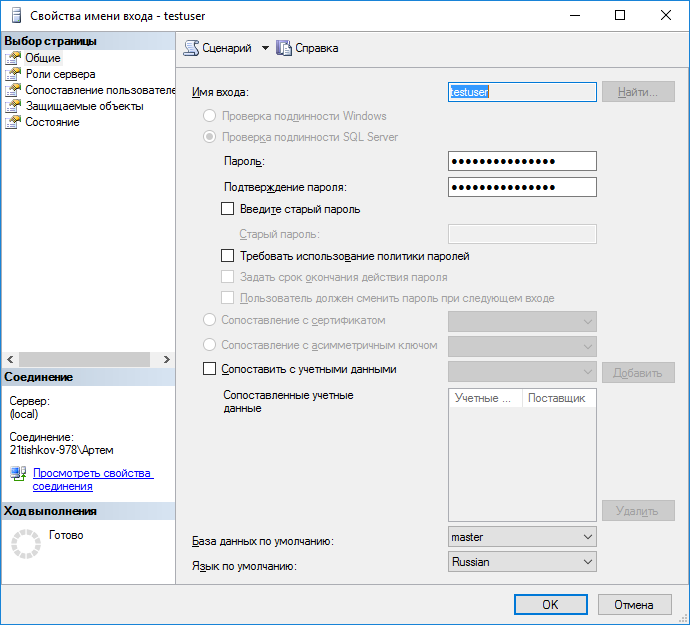 Свойства имени входа - testuser
Выбор страницы
Общие
Роли сервера
Сопоставление пользователе
Защищаемые объекты
Состояние
Сценарий
Справка
Имя входа:
testuser
Найти...
Проверка подлинности Windows
Проверка подлинности SQL Server
Пароль:
Подтверждение пароля:
Введите старый пароль
Старый пароль:
Требовать использование политики паролей
Задать срок окончания действия пароля
Пользователь должен сменить пароль при следующем входе
Сопоставление с сертификатом
Сопоставление с асимметричным ключом
Сопоставить с учетными данными
Добавить
Сопоставленные учетные
данные
Учетные ...
Поставщик
Удалить
База данных по умолчанию:
master
Язык по умолчанию:
Russian
Соединение
Сервер:
(local)
Соединение:
21tishkov-978\Артем
Просмотреть свойства
соединения
Ход выполнения
Готово
OK
Отмена